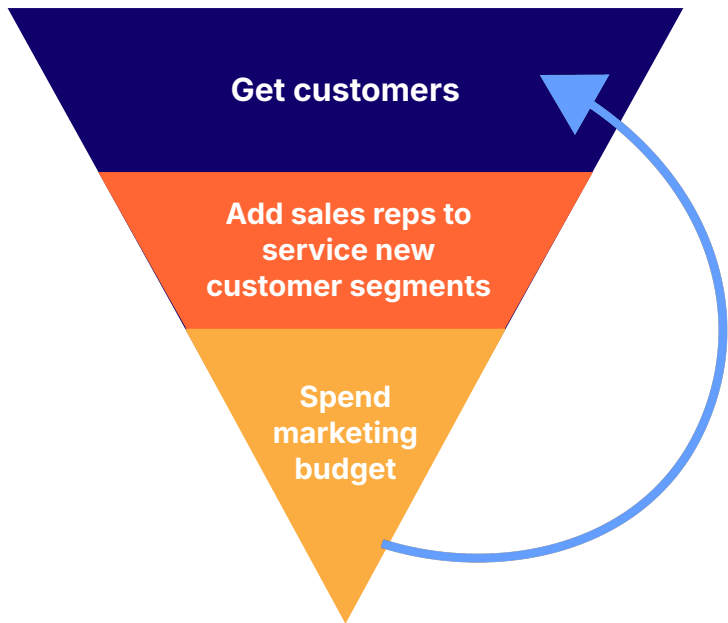 Get customers
Add sales reps to
service new
customer segments
Spend
marketing
budget